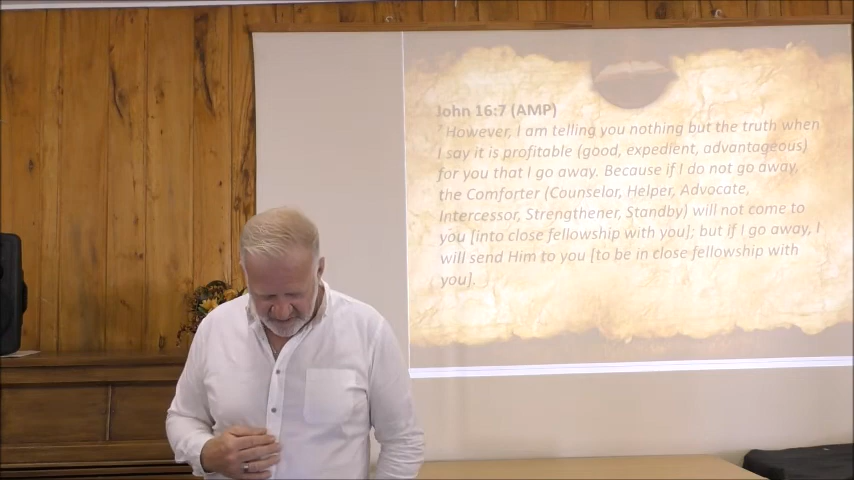 John 16:7 (AMP)
7 However, I am telling you nothing but the truth when
I say it is profitable (good, expedient, advantageous)
for you that I go away. Because if I do not go away,
the Comforter (Counselor, Helper, Advocate,
Intercessor, Strengthener, Standby) will not come to
you [into close fellowship with you]; but if I go away, I
will send Him to you [to be in close fellowship with
you].